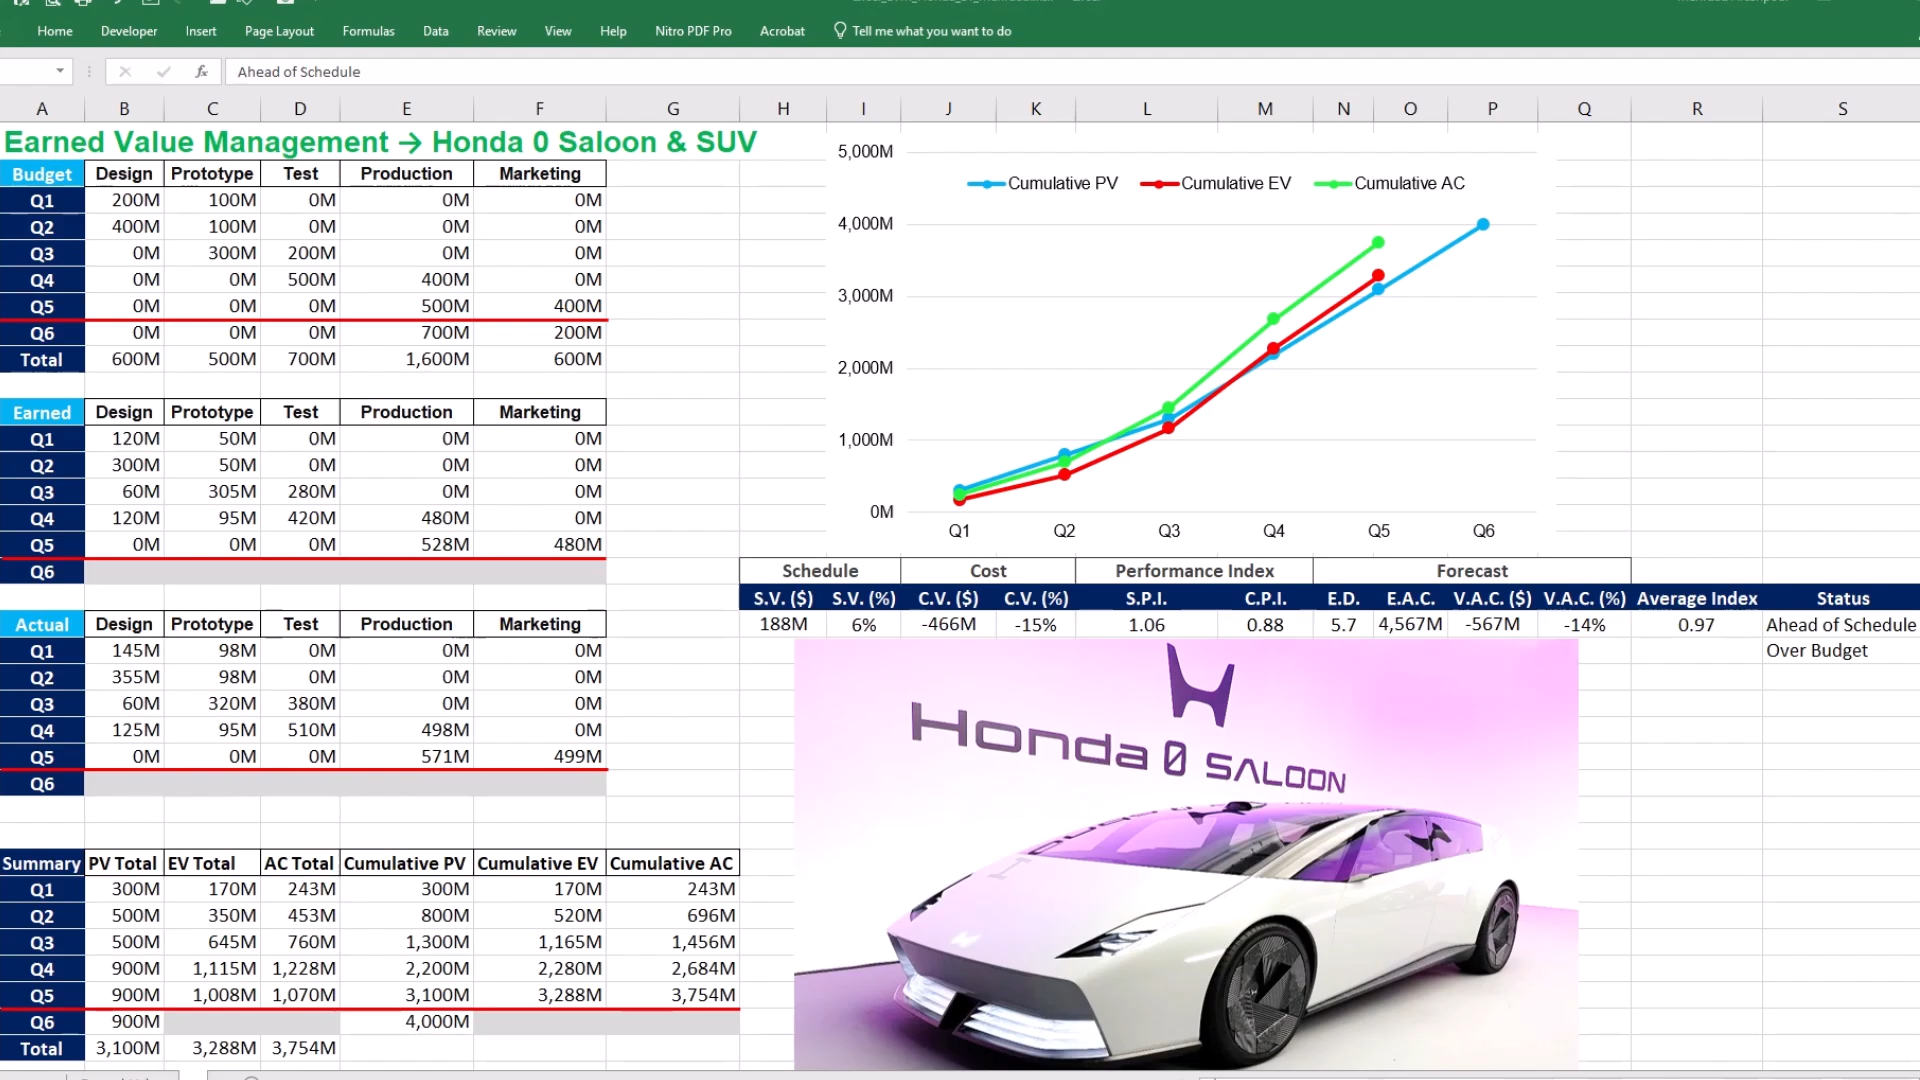 Home Developer Insert Page Layout Formulas Data Review View Help Nitro PDF Pro Acrobat Tell me what you want to do
fx Ahead of Schedule
A B C D E F G H I J K L M N O P Q R S
Earned Value Management → Honda 0 Saloon & SUV
Budget Design Prototype Test Production Marketing
Q1 200M 100M 0M 0M 0M
Q2 400M 100M 0M 0M 0M
Q3 0M 300M 200M 0M 0M
Q4 0M 0M 500M 400M 0M
Q5 0M 0M 0M 500M 400M
Q6 0M 0M 0M 700M 200M
Total 600M 500M 700M 1,600M 600M
Earned Design Prototype Test Production Marketing
Q1 120M 50M 0M 0M 0M
Q2 300M 50M 0M 0M 0M
Q3 60M 305M 280M 0M 0M
Q4 120M 95M 420M 480M 0M
Q5 0M 0M 0M 528M 480M
Q6
Actual Design Prototype Test Production Marketing
Q1 145M 98M 0M 0M 0M
Q2 355M 98M 0M 0M 0M
Q3 60M 320M 380M 0M 0M
Q4 125M 95M 510M 498M 0M
Q5 0M 0M 0M 571M 499M
Q6
Summary PV Total EV Total AC Total Cumulative PV Cumulative EV Cumulative AC
Q1 300M 170M 243M 300M 170M 243M
Q2 500M 350M 453M 800M 520M 696M
Q3 500M 645M 760M 1,300M 1,165M 1,456M
Q4 900M 1,115M 1,228M 2,200M 2,280M 2,684M
Q5 900M 1,008M 1,070M 3,100M 3,288M 3,754M
Q6 900M 4,000M
Total 3,100M 3,288M 3,754M
5,000M
Cumulative PV Cumulative EV Cumulative AC
4,000M
3,000M
2,000M
1,000M
0M
Q1 Q2 Q3 Q4 Q5 Q6
Schedule Cost Performance Index Forecast
S.V. ($) S.V. (%) C.V. ($) C.V. (%) S.P.I. C.P.I. E.D. E.A.C. V.A.C. ($) V.A.C. (%) Average Index Status
188M 6% -466M -15% 1.06 0.88 5.7 4,567M -567M -14% 0.97 Ahead of Schedule
Over Budget
Honda 0 SALOON